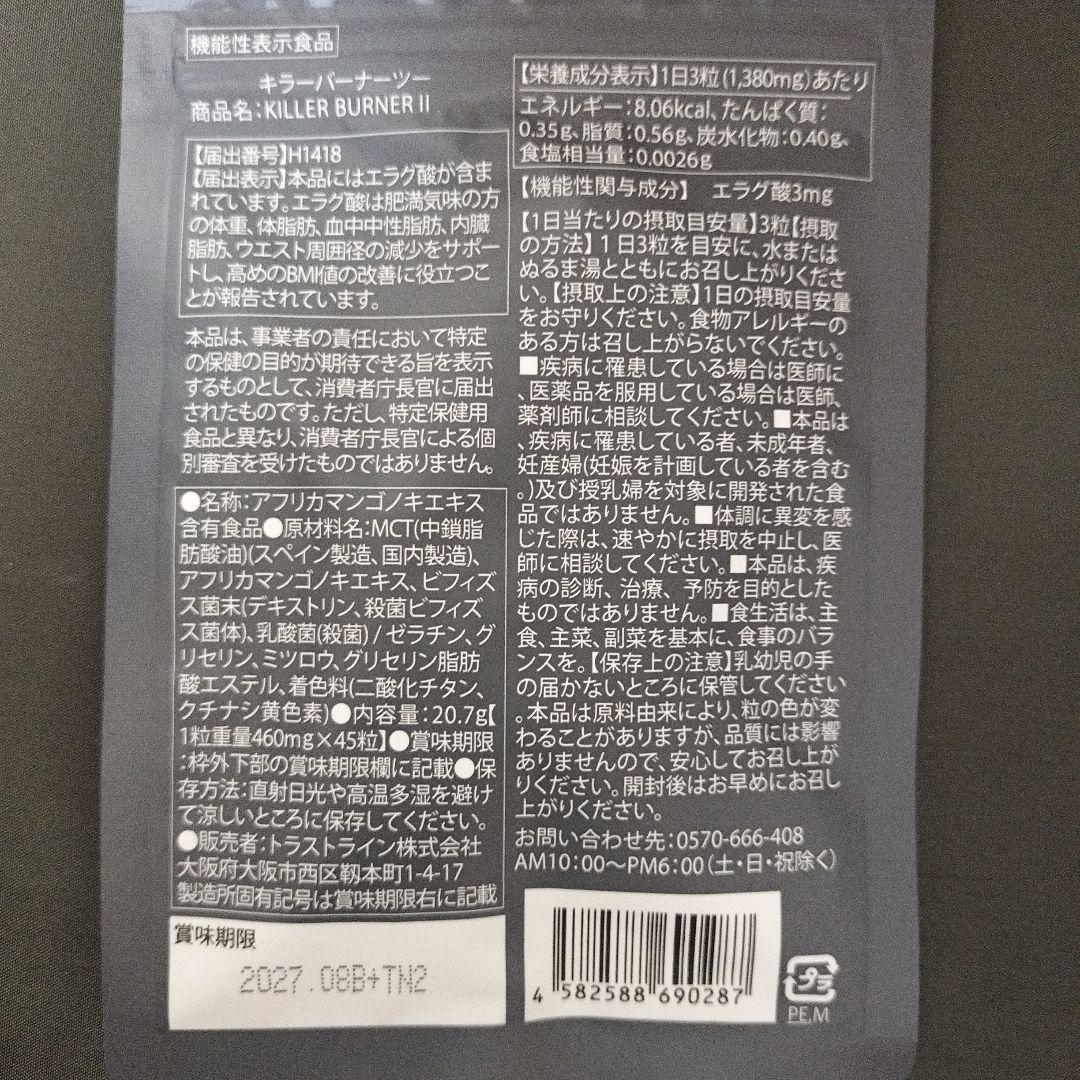 機能性表示食品
キラーバーナーツー
商品名:KILLER BURNER II
【届出番号】H1418
【届出表示】本品にはエラグ酸が含ま
れています。エラグ酸は肥満気味の方
の体重、体脂肪、血中中性脂肪、内臓
脂肪、ウエスト周囲径の減少をサポー
トし、高めのBMI値の改善に役立つこ
とが報告されています。
本品は、事業者の責任において特定
の保健の目的が期待できる旨を表示
するものとして、消費者庁長官に届出
されたものです。ただし、特定保健用
食品と異なり、消費者庁長官による個
別審査を受けたものではありません。
●名称:アフリカマンゴノキエキス
含有食品●原材料名:MCT(中鎖脂
肪酸油)(スペイン製造、国内製造)、
アフリカマンゴノキエキス、ビフィズ
ス菌末(デキストリン、殺菌ビフィズ
ス菌体)、乳酸菌(殺菌) / ゼラチン、グ
リセリン、ミツロウ、グリセリン脂肪
酸エステル、着色料(二酸化チタン、
クチナシ黄色素)●内容量:20.7g【
1粒重量460mg×45粒】●賞味期限
:枠外下部の賞味期限欄に記載●保
存方法:直射日光や高温多湿を避け
て涼しいところに保存してください。
●販売者:トラストライン株式会社
大阪府大阪市西区靱本町1-4-17
製造所固有記号は賞味期限右に記載
賞味期限
2027.08B+TN2
【栄養成分表示】1日3粒(1,380mg)あたり
エネルギー:8.06kcal、たんぱく質:
0.35g、脂質:0.56g、炭水化物:0.40g、
食塩相当量:0.0026g
【機能性関与成分】 エラグ酸3mg
【1日当たりの摂取目安量】3粒【摂取
の方法】1日3粒を目安に、水または
ぬるま湯とともにお召し上がりくださ
い。【摂取上の注意】1日の摂取目安量
をお守りください。食物アレルギーの
ある方は召し上がらないでください。
■疾病に罹患している場合は医師に
、医薬品を服用している場合は医師、
薬剤師に相談してください。■本品は
、疾病に罹患している者、未成年者、
妊産婦(妊娠を計画している者を含む
。)及び授乳婦を対象に開発された食
品ではありません。■体調に異変を感
じた際は、速やかに摂取を中止し、医
師に相談してください。■本品は、疾
病の診断、治療、予防を目的とした
ものではありません。■食生活は、主
食、主菜、副菜を基本に、食事のバラ
ンスを。【保存上の注意】乳幼児の手
の届かないところに保管してください
。本品は原料由来により、粒の色が変
わることがありますが、品質には影響
ありませんので、安心してお召し上が
りください。開封後はお早めにお召し
上がりください。
お問い合わせ先:0570-666-408
AM10:00～PM6:00(土・日・祝除く)
4 582588 690287
プラ
PE,M